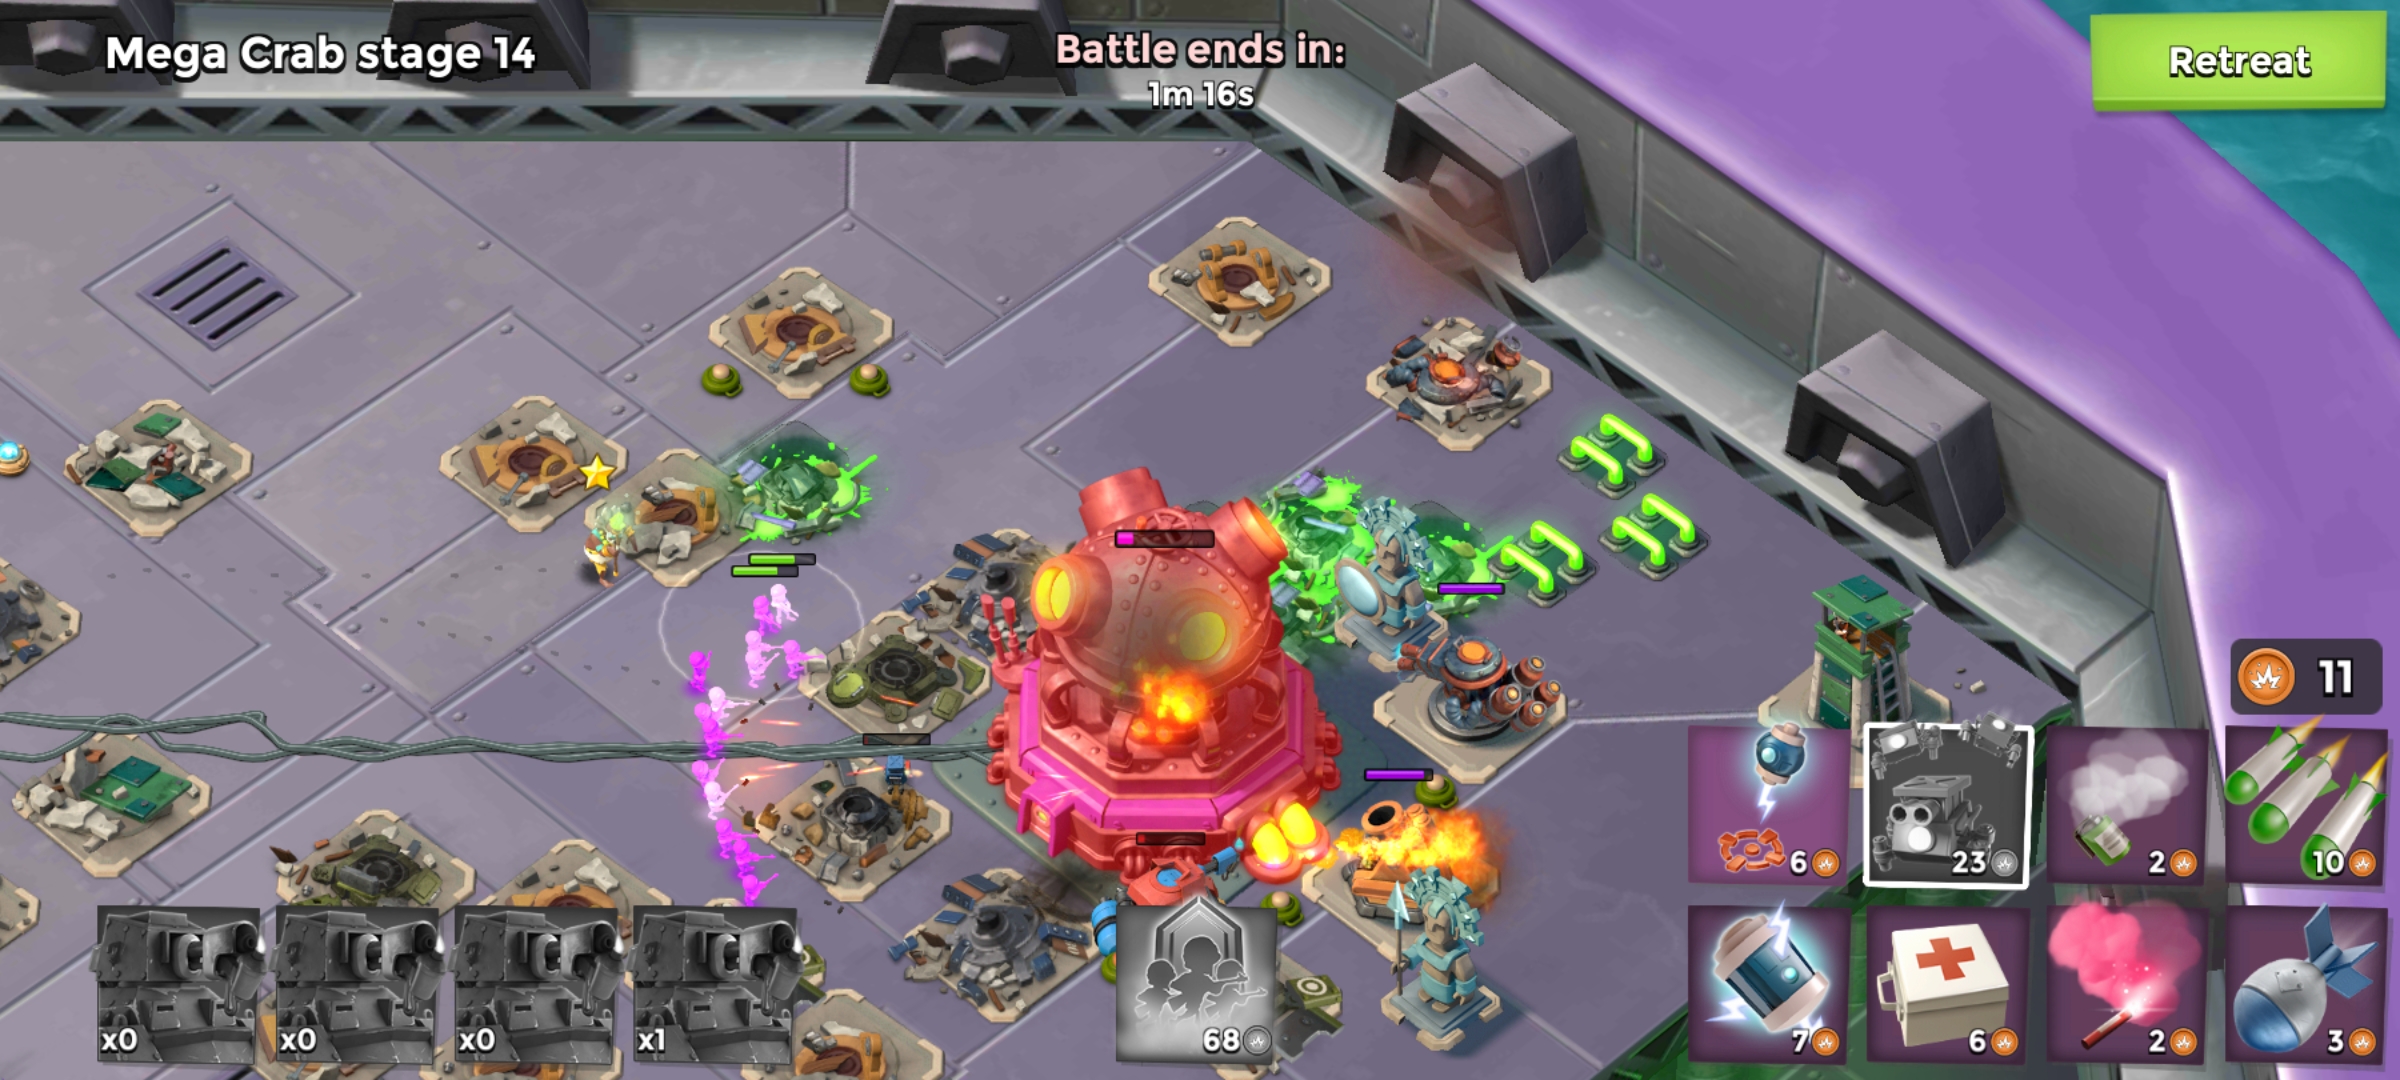 Mega Crab stage 14
Battle ends in:
1m 16s
Retreat
11
6
23
2
10
7
6
2
3
x0
x0
x0
x1
68